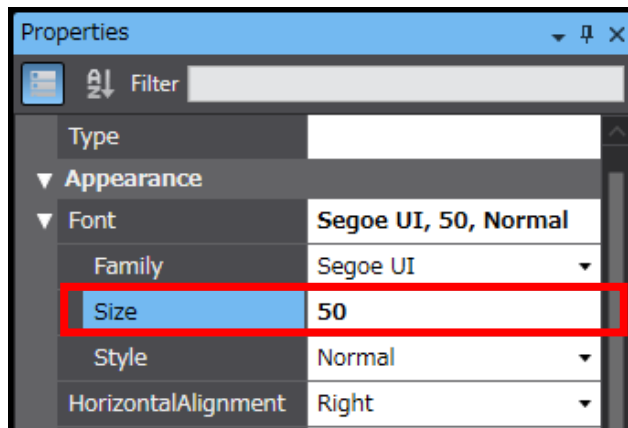 Properties
Filter
Type
Appearance
Font Segoe UI, 50, Normal
Family Segoe UI
Size 50
Style Normal
HorizontalAlignment Right